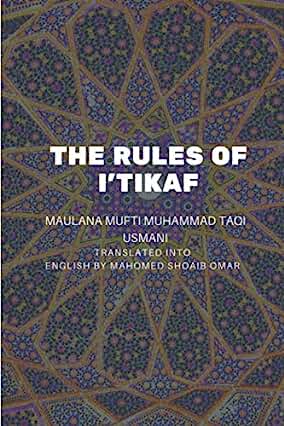 THE RULES OF
I'TIKAF
MAULANA MUFTI MUHAMMAD TAQI
USMANI
TRANSLATED INTO
ENGLISH BY MAHOMED SHOAIB OMAR